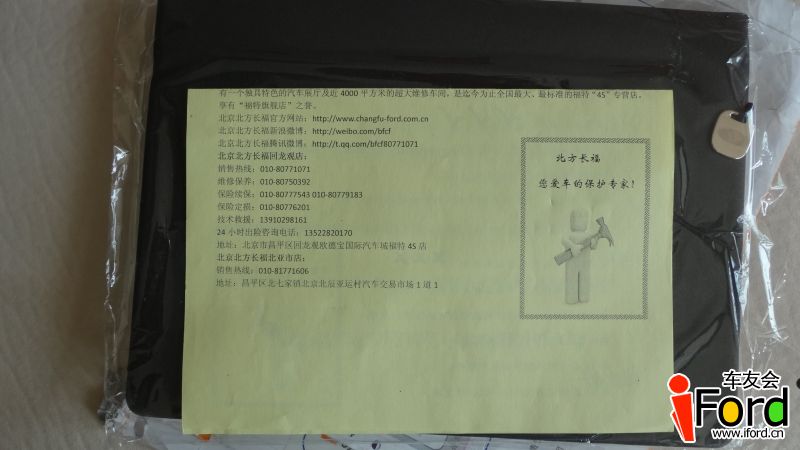 有一个独具特色的汽车展厅及近 4000 平方米的超大维修车间，是迄今为止全国最大、最标准的福特“4S”专营店。
享有“福特旗舰店”之誉。
北京北方长福官方网站：http://www.changfu-ford.com.cn
北京北方长福新浪微博：http://weibo.com/bfcf
北京北方长福腾讯微博：http://t.qq.com/bfcf80771071
北京北方长福回龙观店：
销售热线：010-80771071
维修保养：010-80750392
保险续保：010-80777543 010-80779183
保险定损：010-80776201
技术救援：13910298161
24 小时出险咨询电话：13522820170
地址：北京市昌平区回龙观欧德宝国际汽车城福特 4S 店
北京北方长福北亚市店：
销售热线：010-81771606
地址：昌平区北七家镇北京北辰亚运村汽车交易市场 1 道 1
北方长福
您爱车的保护专家！
车友会
iFord
www.iford.cn